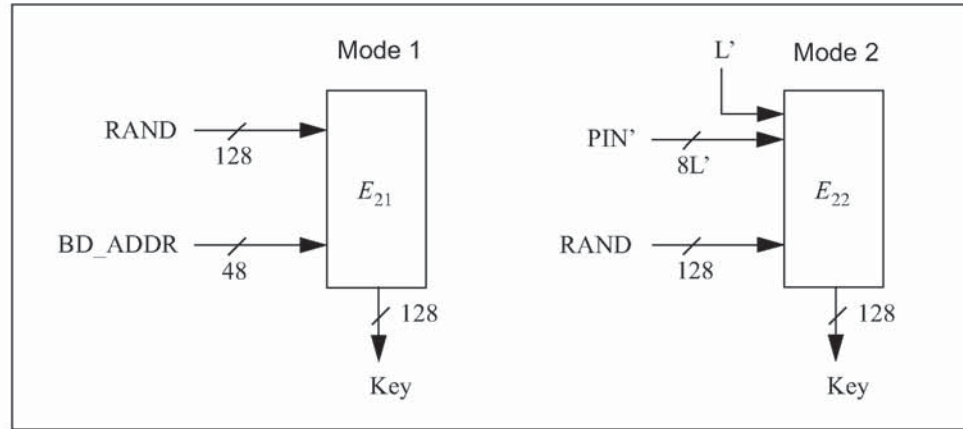 Mode 1
RAND
128
E21
BD_ADDR
48
128
Key
L’
Mode 2
PIN’
8L’
E22
RAND
128
128
Key